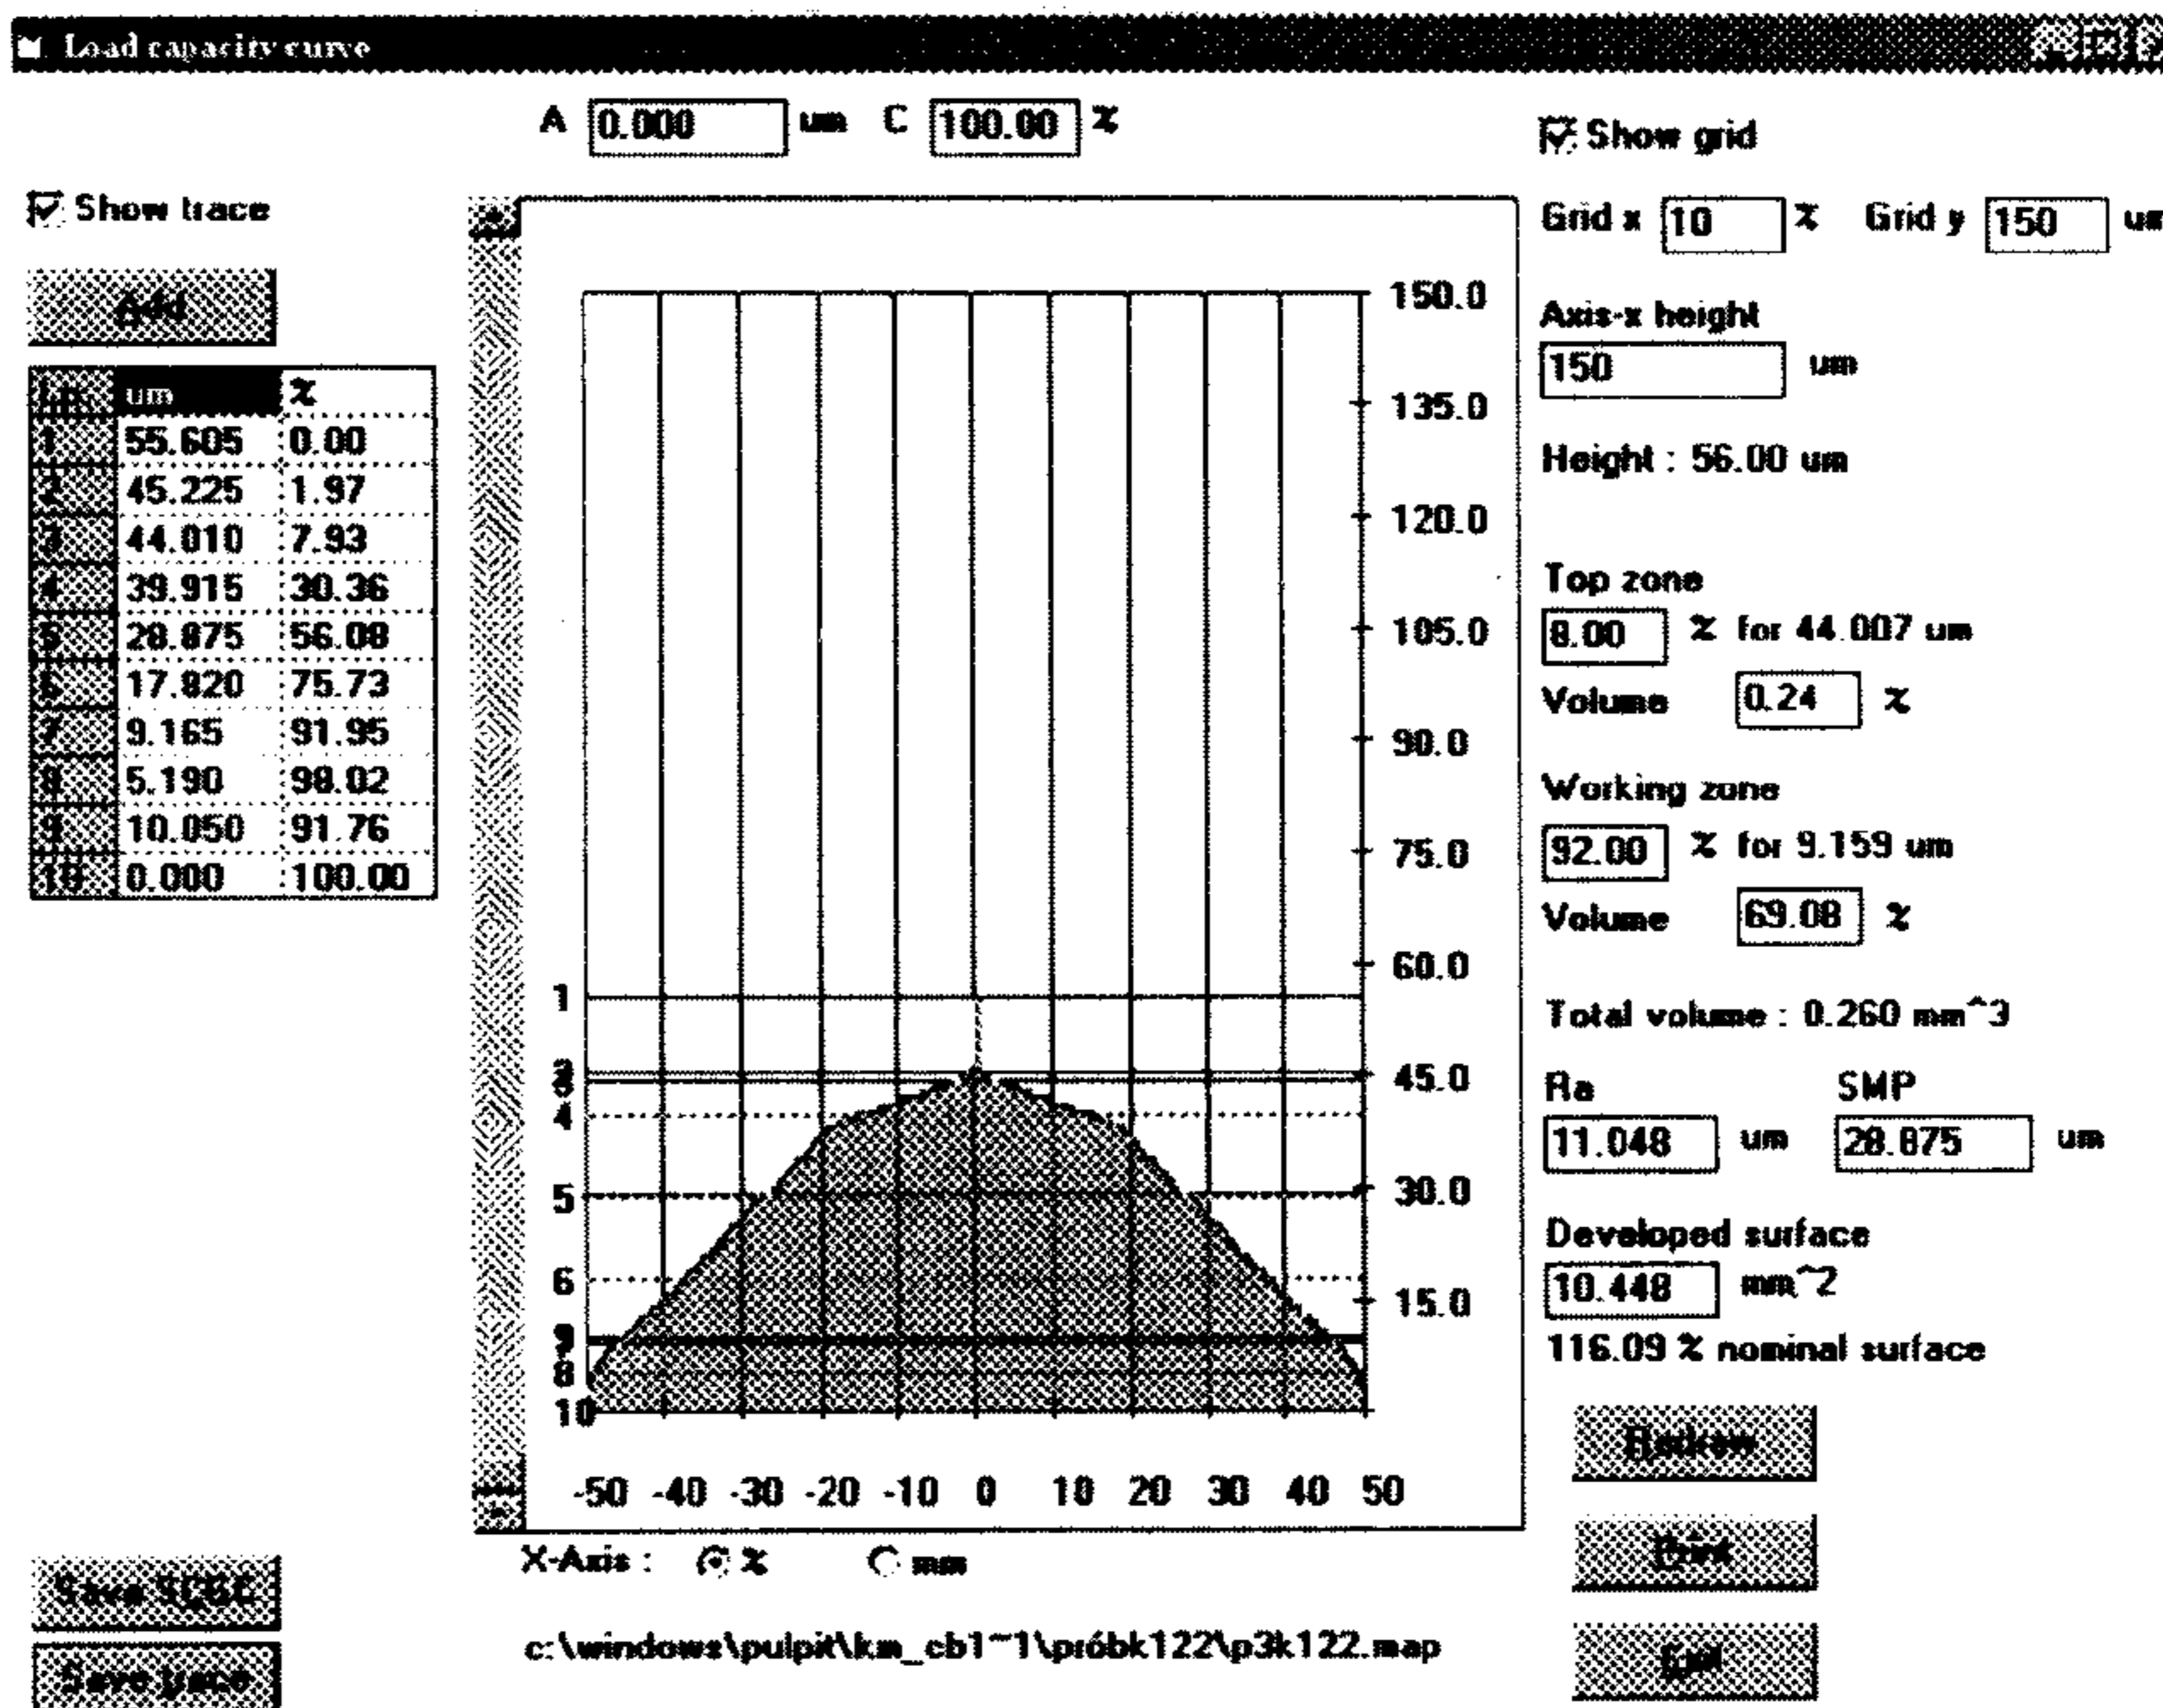 Load capacity curve
A 0.000 um C 100.00 %
Show trace
Add
um %
1 55.605 0.00
2 45.225 1.97
3 44.010 7.93
4 39.915 30.36
5 28.875 56.08
6 17.820 75.73
7 9.165 91.95
8 5.190 98.02
9 10.050 91.76
10 0.000 100.00
Save trace
150.0
135.0
120.0
105.0
90.0
75.0
60.0
45.0
30.0
15.0
1
3
4
5
6
9
8
10
-50 -40 -30 -20 -10 0 10 20 30 40 50
X-Axis : % mm
c:\windows\pulpit\km_cb1~1\próbk122\p3k122.map
Show grid
Grid x 10 % Grid y 150 um
Axis-x height
150 um
Height : 56.00 um
Top zone
8.00 % for 44.007 um
Volume 0.24 %
Working zone
92.00 % for 9.159 um
Volume 69.08 %
Total volume : 0.260 mm^3
Ra SMP
11.048 um 28.875 um
Developed surface
10.448 mm^2
116.09 % nominal surface
Redraw
Print
Exit